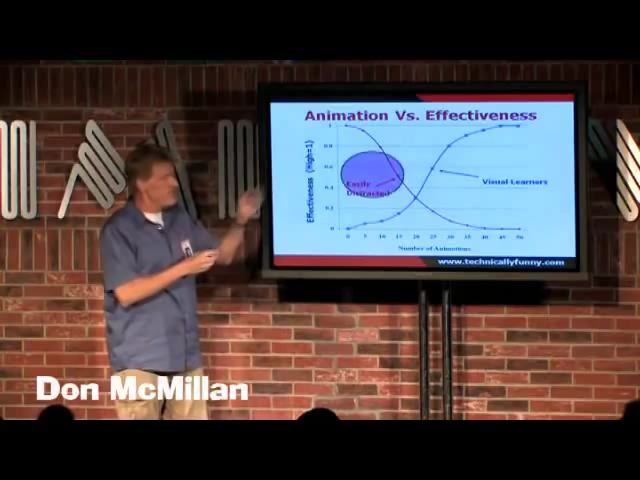 Animation Vs. Effectiveness
Effectiveness (High=1)
1
0.8
0.6
0.4
0.2
0
Easily
Distracted
Visual Learners
0 5 10 15 20 25 30 35 40 45 50
Number of Animations
www.technicallyfunny.com
Don McMillan